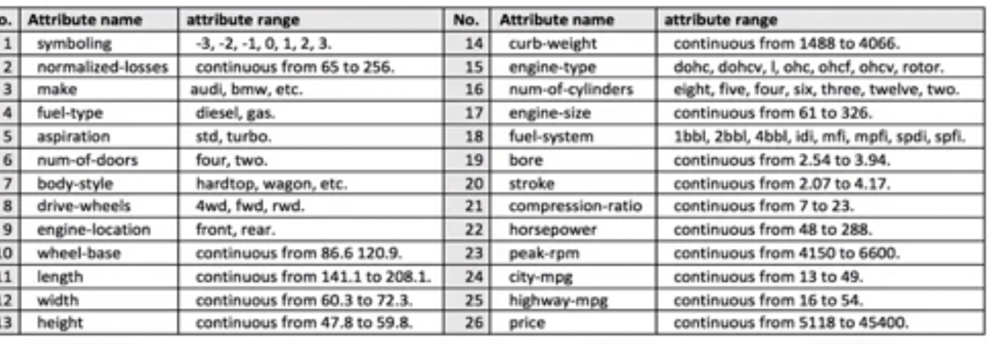 o. Attribute name attribute range No. Attribute name attribute range
1 symboling -3, -2, -1, 0, 1, 2, 3. 14 curb-weight continuous from 1488 to 4066.
2 normalized-losses continuous from 65 to 256. 15 engine-type dohc, dohcv, l, ohc, ohcf, ohcv, rotor.
3 make audi, bmw, etc. 16 num-of-cylinders eight, five, four, six, three, twelve, two.
4 fuel-type diesel, gas. 17 engine-size continuous from 61 to 326.
5 aspiration std, turbo. 18 fuel-system 1bbl, 2bbl, 4bbl, idi, mfi, mpfi, spdi, spfi.
6 num-of-doors four, two. 19 bore continuous from 2.54 to 3.94.
7 body-style hardtop, wagon, etc. 20 stroke continuous from 2.07 to 4.17.
8 drive-wheels 4wd, fwd, rwd. 21 compression-ratio continuous from 7 to 23.
9 engine-location front, rear. 22 horsepower continuous from 48 to 288.
10 wheel-base continuous from 86.6 120.9. 23 peak-rpm continuous from 4150 to 6600.
11 length continuous from 141.1 to 208.1. 24 city-mpg continuous from 13 to 49.
12 width continuous from 60.3 to 72.3. 25 highway-mpg continuous from 16 to 54.
13 height continuous from 47.8 to 59.8. 26 price continuous from 5118 to 45400.